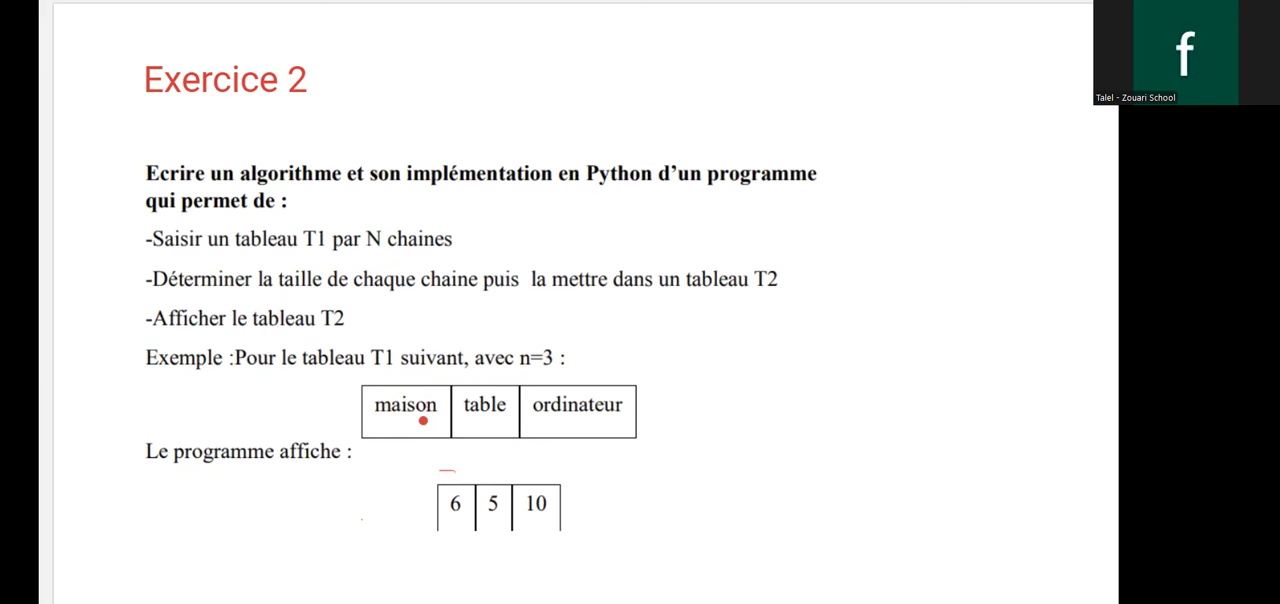 Exercice 2
f
Talel - Zouari School
Ecrire un algorithme et son implémentation en Python d’un programme
qui permet de :
-Saisir un tableau T1 par N chaines
-Déterminer la taille de chaque chaine puis la mettre dans un tableau T2
-Afficher le tableau T2
Exemple :Pour le tableau T1 suivant, avec n=3 :
maison table ordinateur
Le programme affiche :
6 5 10